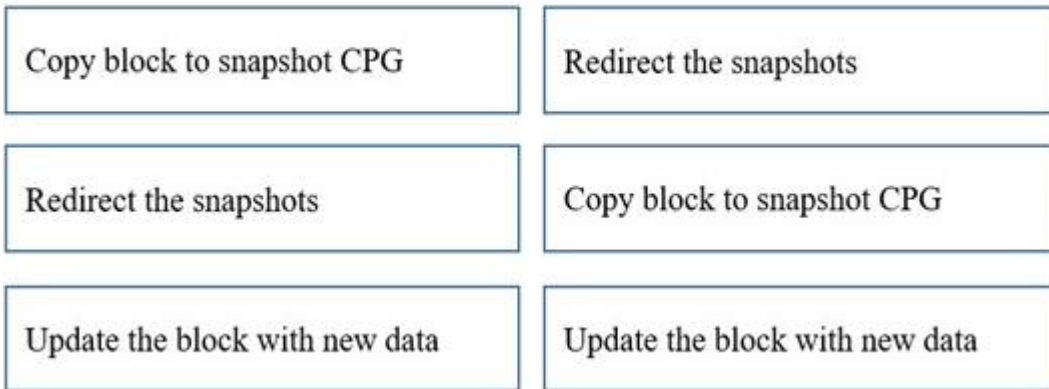 Copy block to snapshot CPG
Redirect the snapshots
Redirect the snapshots
Copy block to snapshot CPG
Update the block with new data
Update the block with new data